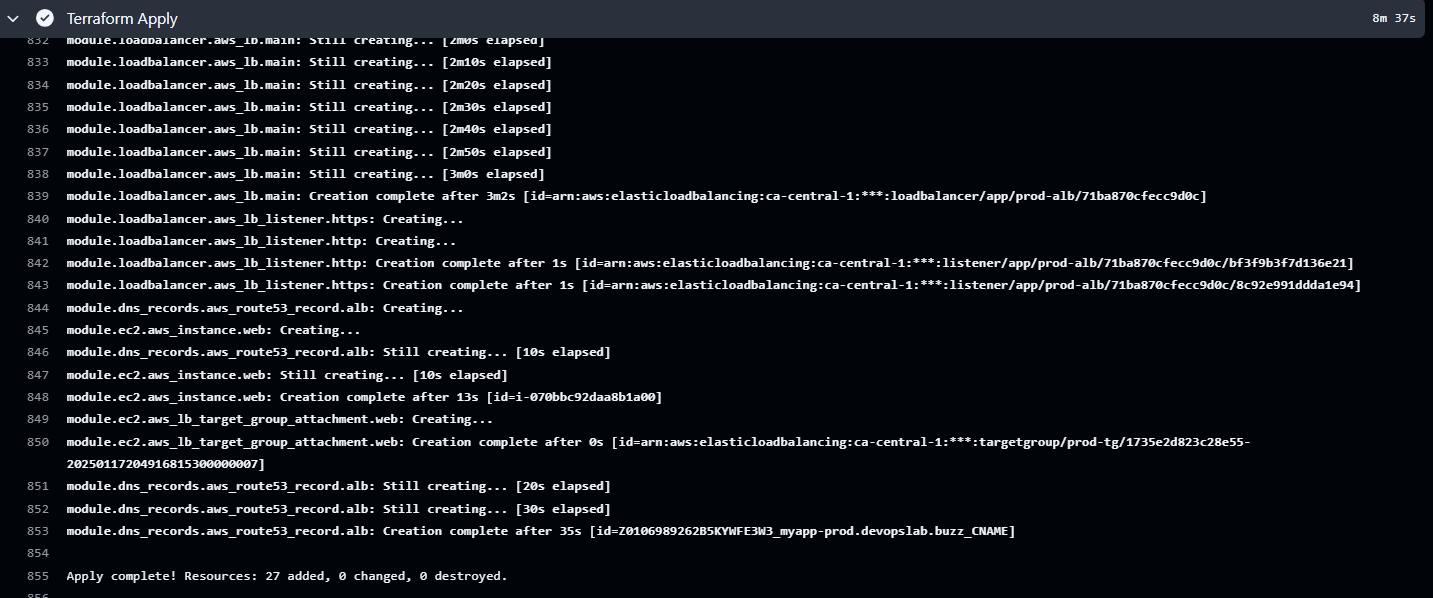 Terraform Apply 8m 37s
832 module.loadbalancer.aws_lb.main: Still creating... [2m0s elapsed]
833 module.loadbalancer.aws_lb.main: Still creating... [2m10s elapsed]
834 module.loadbalancer.aws_lb.main: Still creating... [2m20s elapsed]
835 module.loadbalancer.aws_lb.main: Still creating... [2m30s elapsed]
836 module.loadbalancer.aws_lb.main: Still creating... [2m40s elapsed]
837 module.loadbalancer.aws_lb.main: Still creating... [2m50s elapsed]
838 module.loadbalancer.aws_lb.main: Still creating... [3m0s elapsed]
839 module.loadbalancer.aws_lb.main: Creation complete after 3m2s [id=arn:aws:elasticloadbalancing:ca-central-1:***:loadbalancer/app/prod-alb/71ba870cfecc9d0c]
840 module.loadbalancer.aws_lb_listener.https: Creating...
841 module.loadbalancer.aws_lb_listener.http: Creating...
842 module.loadbalancer.aws_lb_listener.http: Creation complete after 1s [id=arn:aws:elasticloadbalancing:ca-central-1:***:listener/app/prod-alb/71ba870cfecc9d0c/bf3f9b3f7d136e21]
843 module.loadbalancer.aws_lb_listener.https: Creation complete after 1s [id=arn:aws:elasticloadbalancing:ca-central-1:***:listener/app/prod-alb/71ba870cfecc9d0c/8c92e991ddda1e94]
844 module.dns_records.aws_route53_record.alb: Creating...
845 module.ec2.aws_instance.web: Creating...
846 module.dns_records.aws_route53_record.alb: Still creating... [10s elapsed]
847 module.ec2.aws_instance.web: Still creating... [10s elapsed]
848 module.ec2.aws_instance.web: Creation complete after 13s [id=i-070bbc92daa8b1a00]
849 module.ec2.aws_lb_target_group_attachment.web: Creating...
850 module.ec2.aws_lb_target_group_attachment.web: Creation complete after 0s [id=arn:aws:elasticloadbalancing:ca-central-1:***:targetgroup/prod-tg/1735e2d823c28e55-
20250117204916815300000007]
851 module.dns_records.aws_route53_record.alb: Still creating... [20s elapsed]
852 module.dns_records.aws_route53_record.alb: Still creating... [30s elapsed]
853 module.dns_records.aws_route53_record.alb: Creation complete after 35s [id=Z0106989262B5KYWFE3W3_myapp-prod.devopslab.buzz_CNAME]
854
855 Apply complete! Resources: 27 added, 0 changed, 0 destroyed.
856